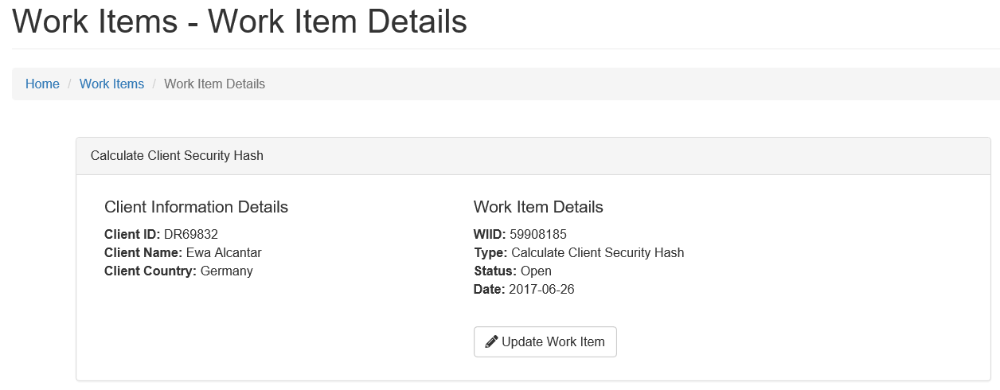 Work Items - Work Item Details
Home / Work Items / Work Item Details
Calculate Client Security Hash
Client Information Details
Client ID: DR69832
Client Name: Ewa Alcantar
Client Country: Germany
Work Item Details
WIID: 59908185
Type: Calculate Client Security Hash
Status: Open
Date: 2017-06-26
Update Work Item